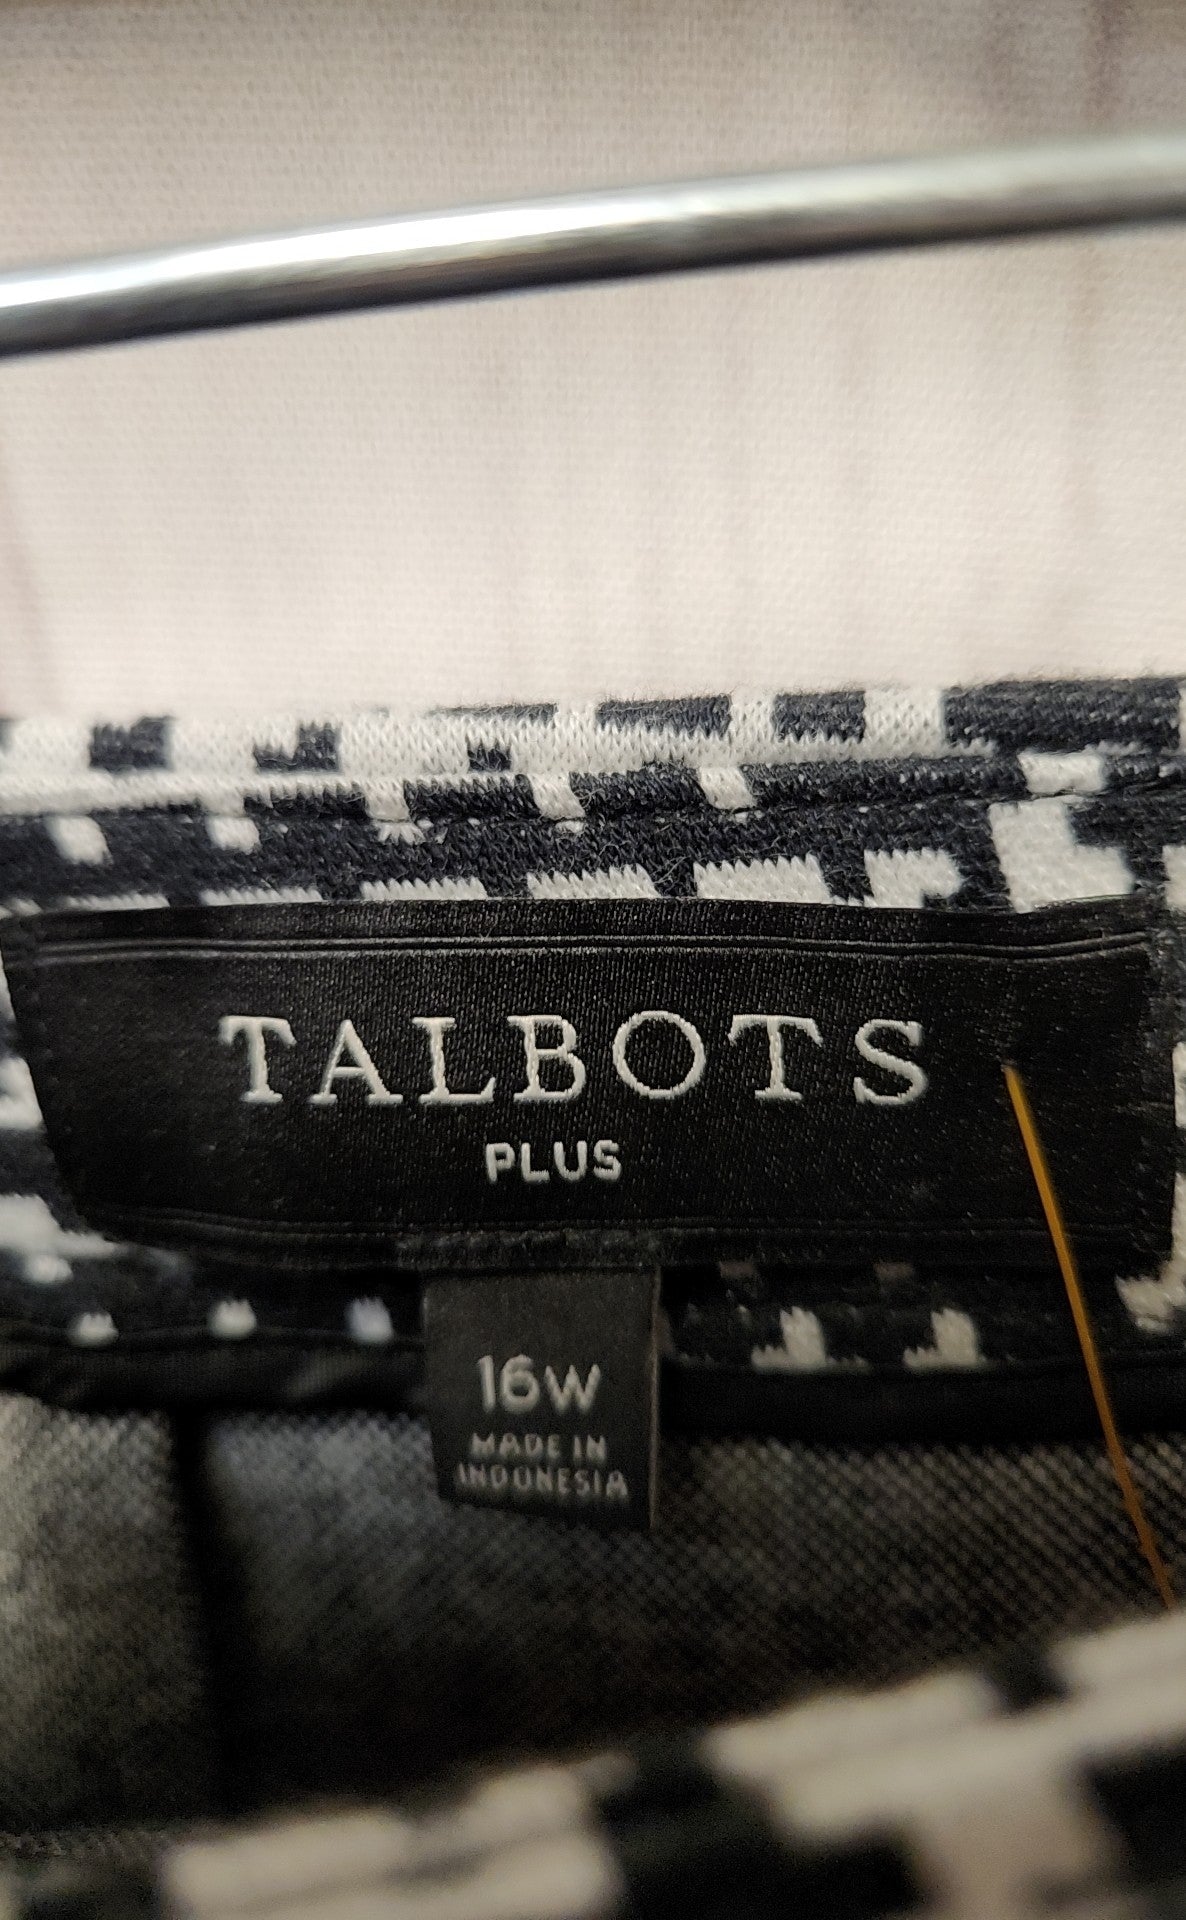 TALBOTS
PLUS
16W
MADE IN
INDONESIA